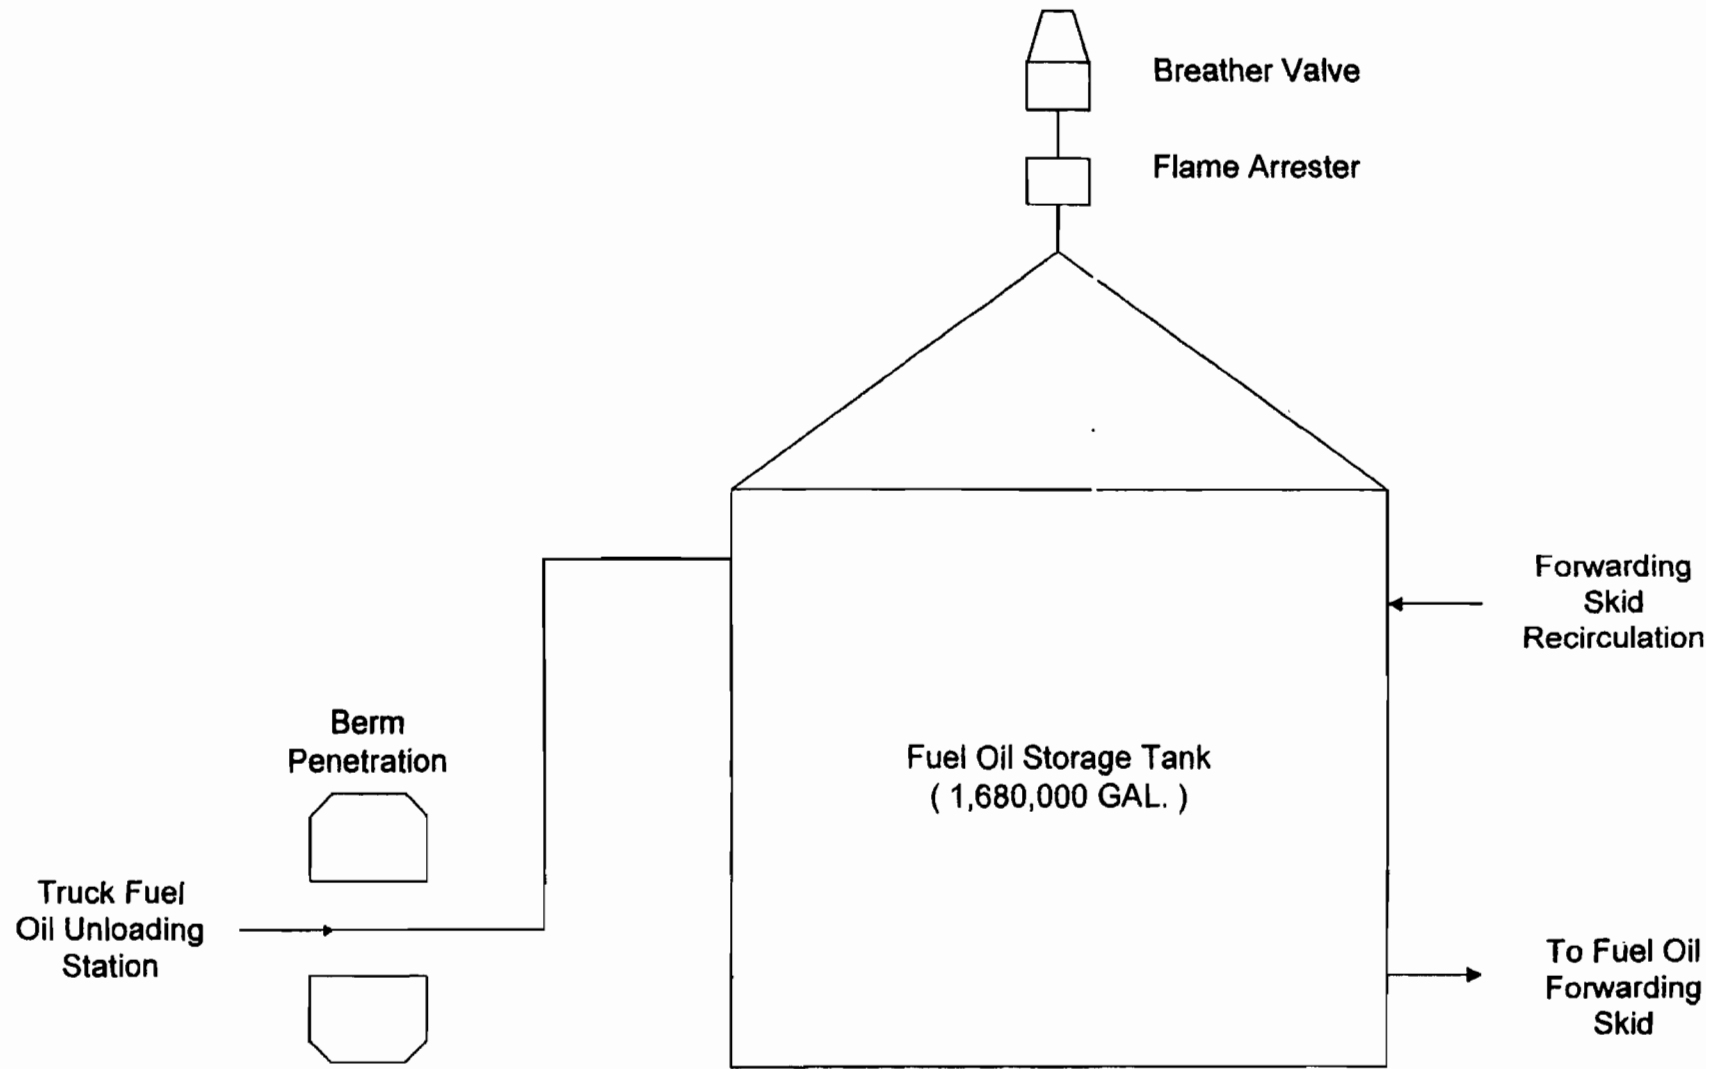 Breather Valve
Flame Arrester
Forwarding
Skid
Recirculation
Berm
Penetration
Fuel Oil Storage Tank
( 1,680,000 GAL. )
Truck Fuel
Oil Unloading
Station
To Fuel Oil
Forwarding
Skid